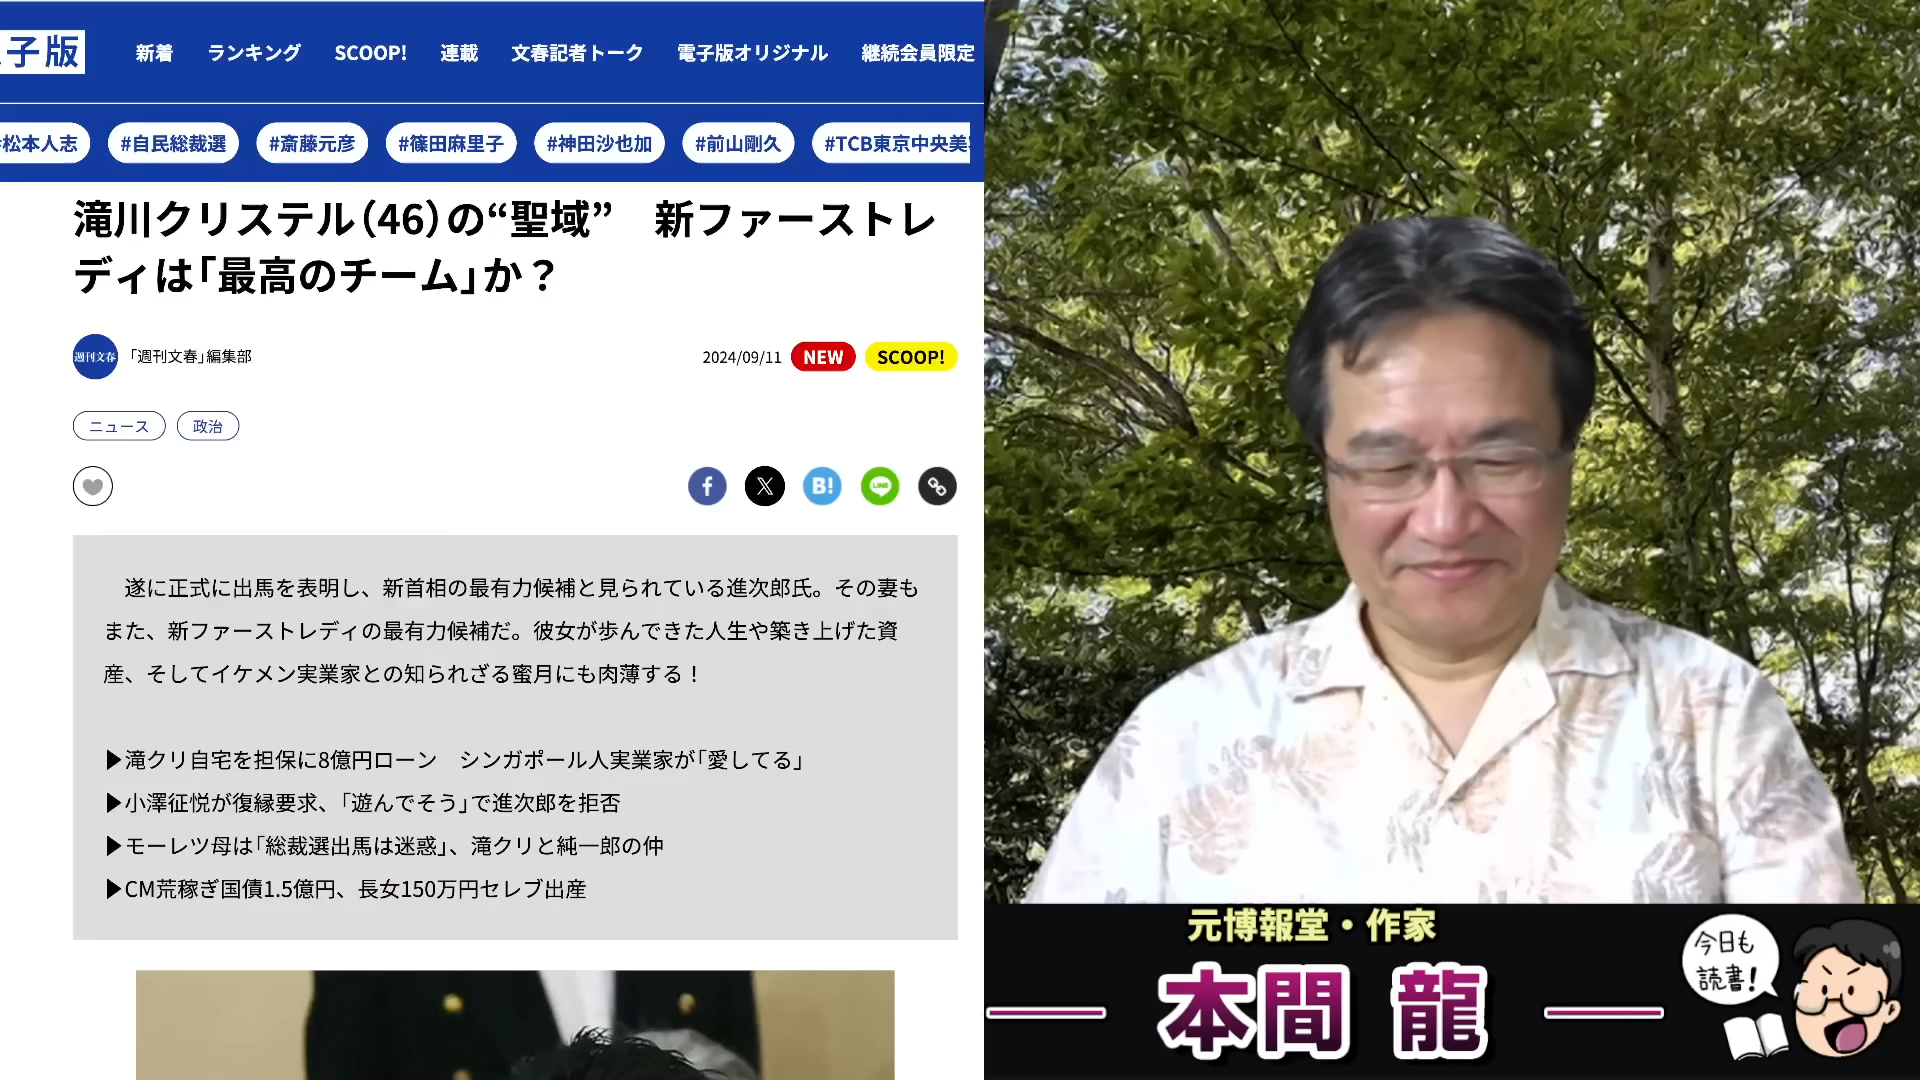 子版
新着 ランキング SCOOP! 連載 文春記者トーク 電子版オリジナル 継続会員限定
#松本人志 #自民総裁選 #斎藤元彦 #篠田麻里子 #神田沙也加 #前山剛久 #TCB東京中央美
滝川クリステル（46）の“聖域”　新ファーストレ
ディは「最高のチーム」か？
週刊文春 「週刊文春」編集部 2024/09/11 NEW SCOOP!
ニュース 政治
f X B! LINE
遂に正式に出馬を表明し、新首相の最有力候補と見られている進次郎氏。その妻も
また、新ファーストレディの最有力候補だ。彼女が歩んできた人生や築き上げた資
産、そしてイケメン実業家との知られざる蜜月にも肉薄する！
▶滝クリ自宅を担保に8億円ローン　シンガポール人実業家が「愛してる」
▶小澤征悦が復縁要求、「遊んでそう」で進次郎を拒否
▶モーレツ母は「総裁選出馬は迷惑」、滝クリと純一郎の仲
▶CM荒稼ぎ国債1.5億円、長女150万円セレブ出産
元博報堂・作家
本間 龍
今日も
読書!